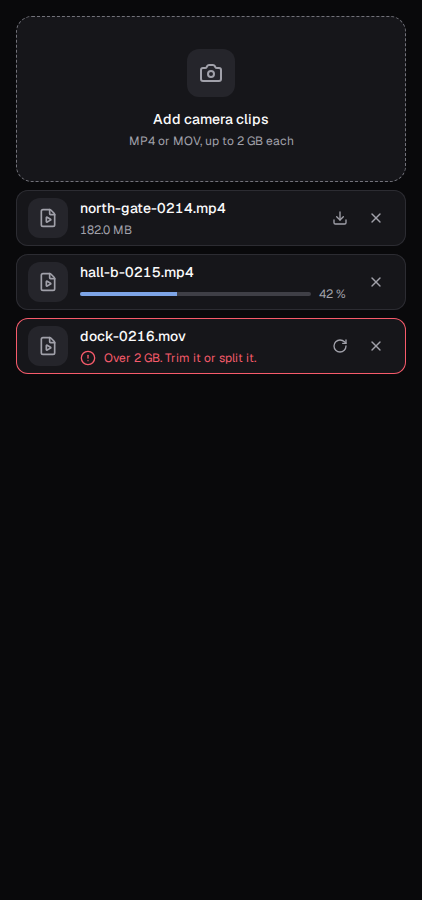 Add camera clips
MP4 or MOV, up to 2 GB each
north-gate-0214.mp4
182.0 MB
hall-b-0215.mp4
42 %
dock-0216.mov
Over 2 GB. Trim it or split it.